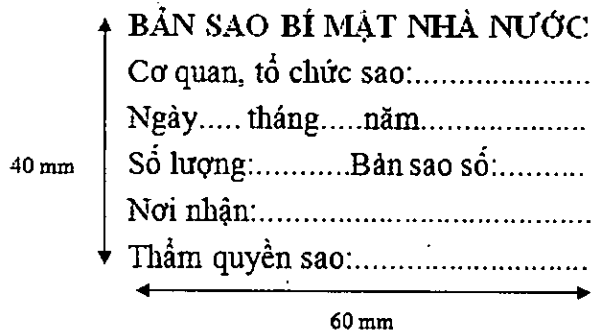 BẢN SAO BÍ MẬT NHÀ NƯỚC
Cơ quan, tổ chức sao:.....................
Ngày..... tháng.....năm....................
40 mm
Số lượng:...........Bản sao số:..........
Nơi nhận:.......................................
Thẩm quyền sao:...........................
60 mm